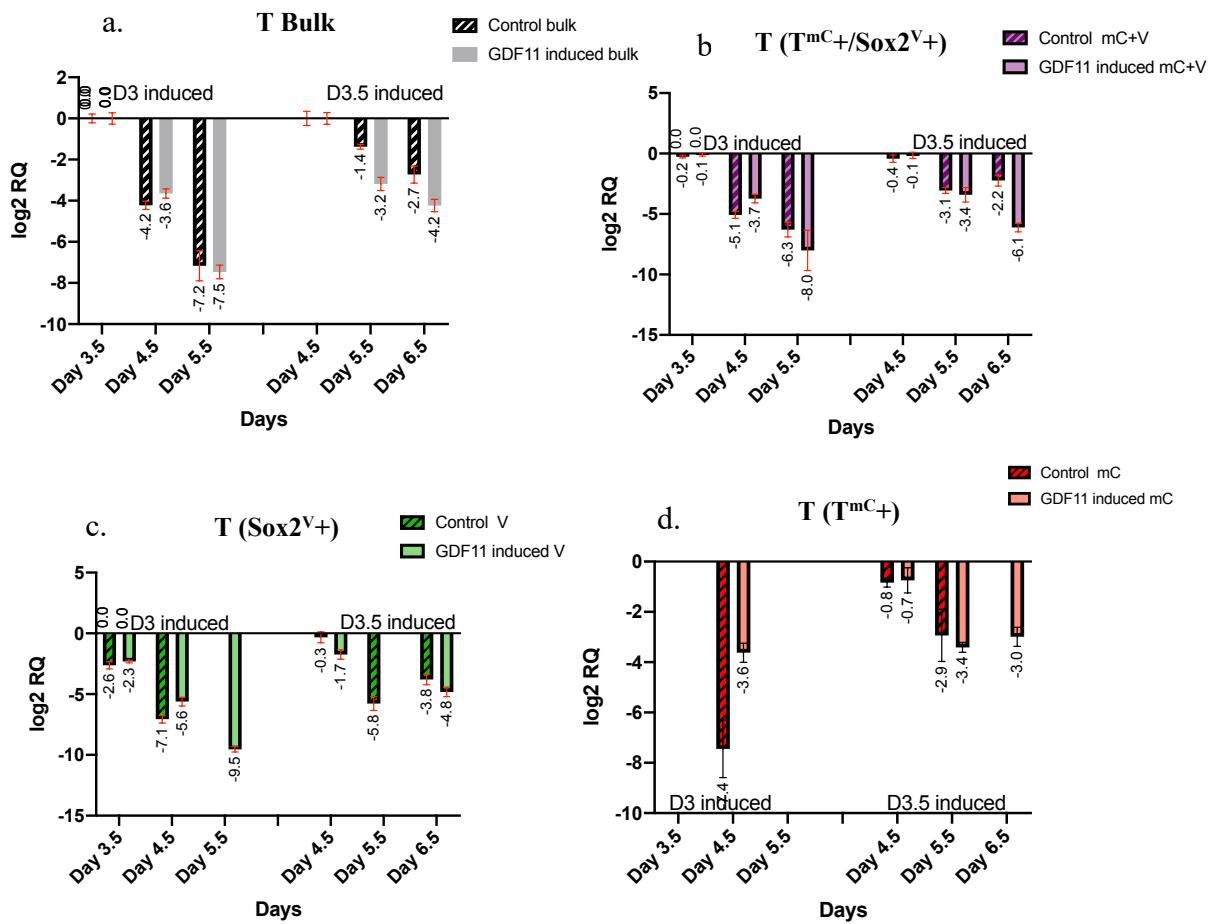 a.
T Bulk
Control bulk
GDF11 induced bulk
D3 induced
D3.5 induced
2
0
-2
-4
-6
-8
-10
log2 RQ
0.0
-4.2
-3.6
-7.2
-7.5
-1.4
-3.2
-2.7
-4.2
Day 3.5
Day 4.5
Day 5.5
Day 4.5
Day 5.5
Day 6.5
Days
b
T (TmC+/Sox2V+)
Control mC+V
GDF11 induced mC+V
D3 induced
D3.5 induced
5
0
-5
-10
-15
log2 RQ
0.0
0.0
-0.2
-0.1
-5.1
-3.7
-6.3
-8.0
-0.4
-0.1
-3.1
-3.4
-2.2
-6.1
Day 3.5
Day 4.5
Day 5.5
Day 4.5
Day 5.5
Day 6.5
Days
c.
T (Sox2V+)
Control V
GDF11 induced V
D3 induced
D3.5 induced
5
0
-5
-10
-15
log2 RQ
0.0
0.0
-2.6
-2.3
-7.1
-5.6
-9.5
-0.3
-1.7
-5.8
-3.8
-4.8
Day 3.5
Day 4.5
Day 5.5
Day 4.5
Day 5.5
Day 6.5
Days
d.
T (TmC+)
Control mC
GDF11 induced mC
0
-2
-4
-6
-8
-10
log2 RQ
-3.6
-0.8
-0.7
-2.9
-3.4
-3.0
D3 induced
D3.5 induced
Day 3.5
Day 4.5
Day 5.5
Day 4.5
Day 5.5
Day 6.5
Days